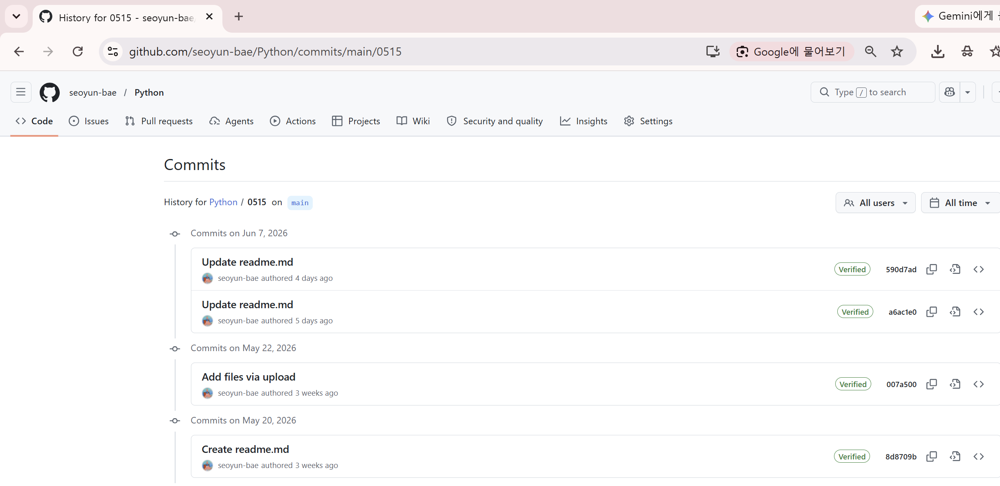 History for 0515 - seoyun-bae/
Gemini에게
github.com/seoyun-bae/Python/commits/main/0515
Google에 물어보기
seoyun-bae / Python
Type / to search
Code
Issues
Pull requests
Agents
Actions
Projects
Wiki
Security and quality
Insights
Settings
Commits
History for Python / 0515 on main
All users
All time
Commits on Jun 7, 2026
Update readme.md
Verified
590d7ad
seoyun-bae authored 4 days ago
Update readme.md
Verified
a6ac1e0
seoyun-bae authored 5 days ago
Commits on May 22, 2026
Add files via upload
Verified
007a500
seoyun-bae authored 3 weeks ago
Commits on May 20, 2026
Create readme.md
Verified
8d8709b
seoyun-bae authored 3 weeks ago